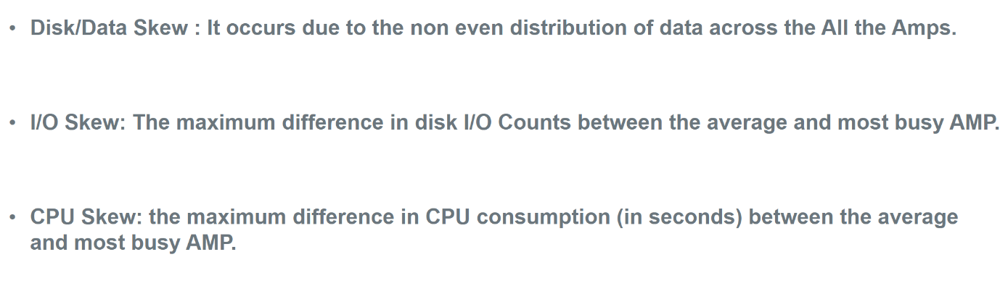 • Disk/Data Skew : It occurs due to the non even distribution of data across the All the Amps.
• I/O Skew: The maximum difference in disk I/O Counts between the average and most busy AMP.
• CPU Skew: the maximum difference in CPU consumption (in seconds) between the average
and most busy AMP.